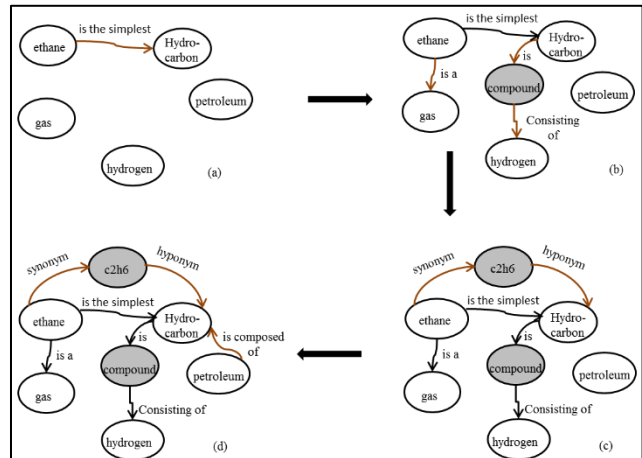 is the simplest
ethane
Hydro-
carbon
petroleum
gas
hydrogen
(a)
is the simplest
ethane
Hydro-
carbon
is
is a
compound
petroleum
gas
Consisting
of
hydrogen
(b)
synonym
c2h6
hyponym
is the simplest
ethane
Hydro-
carbon
is
is composed
of
is a
compound
petroleum
gas
Consisting of
hydrogen
(d)
synonym
c2h6
hyponym
is the simplest
ethane
Hydro-
carbon
is
is a
compound
petroleum
gas
Consisting of
hydrogen
(c)